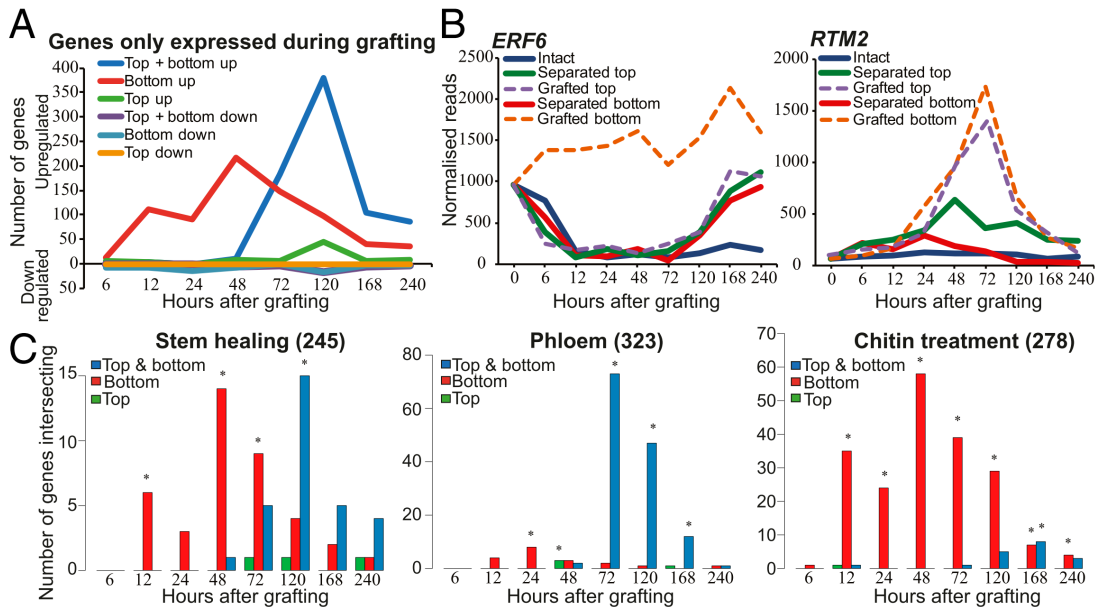 A
Genes only expressed during grafting
Number of genes
Upregulated
Down
regulated
400
350
300
250
200
150
100
50
0
50
Top + bottom up
Bottom up
Top up
Top + bottom down
Bottom down
Top down
6 12 24 48 72 120 168 240
Hours after grafting
B
ERF6
Normalised reads
2500
2000
1500
1000
500
0
Intact
Separated top
Grafted top
Separated bottom
Grafted bottom
0 6 12 24 48 72 120 168 240
Hours after grafting
RTM2
2000
1500
1000
500
0
Intact
Separated top
Grafted top
Separated bottom
Grafted bottom
0 6 12 24 48 72 120 168 240
Hours after grafting
C
Stem healing (245)
Number of genes intersecting
15
10
5
0
Top & bottom
Bottom
Top
* * * *
6 12 24 48 72 120 168 240
Hours after grafting
Phloem (323)
80
60
40
20
0
Top & bottom
Bottom
Top
* * * * *
6 12 24 48 72 120 168 240
Hours after grafting
Chitin treatment (278)
70
60
50
40
30
20
10
0
Top & bottom
Bottom
Top
* * * * * * * *
6 12 24 48 72 120 168 240
Hours after grafting